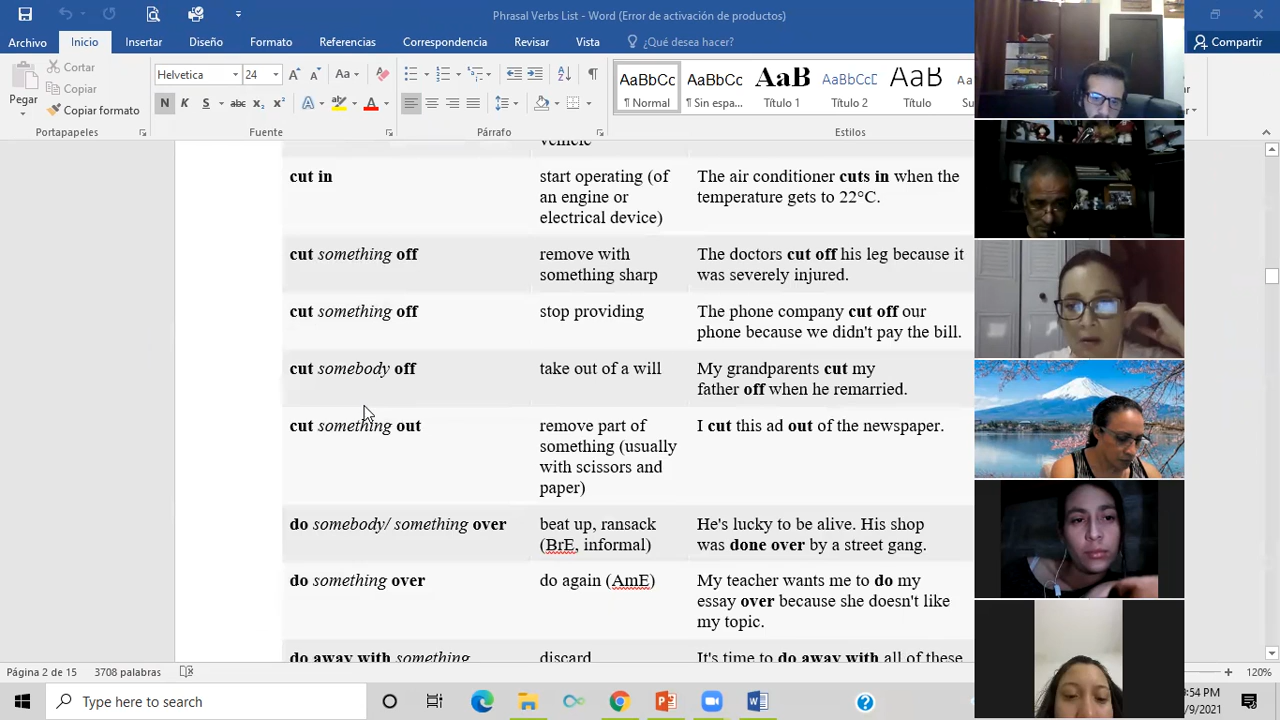 Phrasal Verbs List - Word (Error de activación de productos)
Archivo Inicio Insertar Diseño Formato Referencias Correspondencia Revisar Vista ¿Qué desea hacer? Compartir
Pegar
Cortar
Copiar
Copiar formato
Helvetica 24
N K S abc x₂ x²
AaBbCc AaBbCc AaB AaBbCcD AaB
¶ Normal ¶ Sin espa... Título 1 Título 2 Título
Portapapeles Fuente Párrafo Estilos
vehicle
cut in start operating (of The air conditioner cuts in when the
an engine or temperature gets to 22°C.
electrical device)
cut something off remove with The doctors cut off his leg because it
something sharp was severely injured.
cut something off stop providing The phone company cut off our
phone because we didn't pay the bill.
cut somebody off take out of a will My grandparents cut my
father off when he remarried.
cut something out remove part of I cut this ad out of the newspaper.
something (usually
with scissors and
paper)
do somebody/ something over beat up, ransack He's lucky to be alive. His shop
(BrE, informal) was done over by a street gang.
do something over do again (AmE) My teacher wants me to do my
essay over because she doesn't like
my topic.
do away with something discard It's time to do away with all of these
Página 2 de 15 3708 palabras 120%
Type here to search
:54 PM
/9/2021